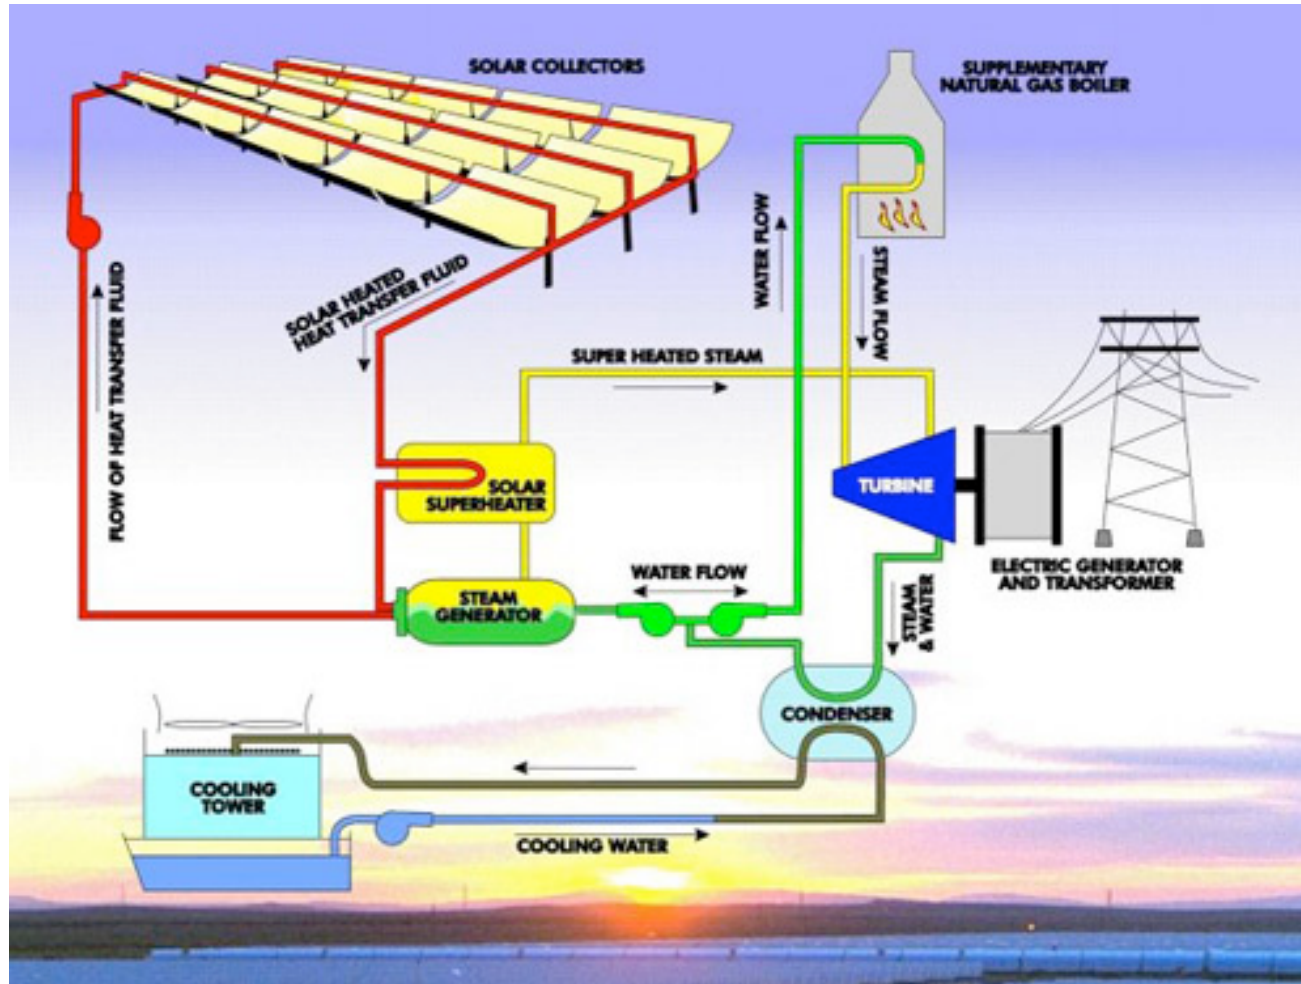 SOLAR COLLECTORS
SUPPLEMENTARY
NATURAL GAS BOILER
WATER FLOW
STEAM FLOW
FLOW OF HEAT TRANSFER FLUID
SOLAR HEATED
HEAT TRANSFER FLUID
SUPER HEATED STEAM
SOLAR
SUPERHEATER
TURBINE
ELECTRIC GENERATOR
AND TRANSFORMER
WATER FLOW
STEAM
GENERATOR
STEAM
& WATER
CONDENSER
COOLING
TOWER
COOLING WATER